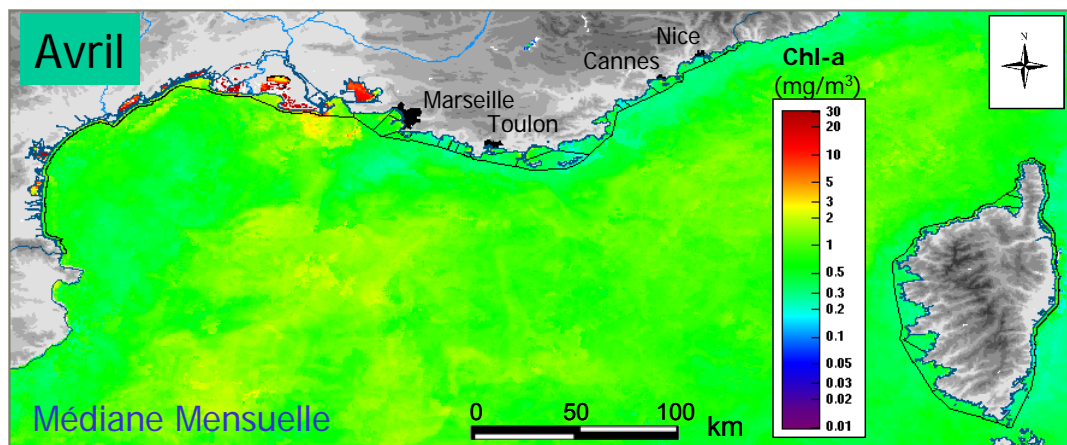 Avril
Nice
Cannes
Marseille
Toulon
Chl-a
(mg/m³)
30
20
10
3
2
1
0.5
0.3
0.2
0.1
0.05
0.03
0.02
0.01
N
Médiane Mensuelle
0 50 100
km